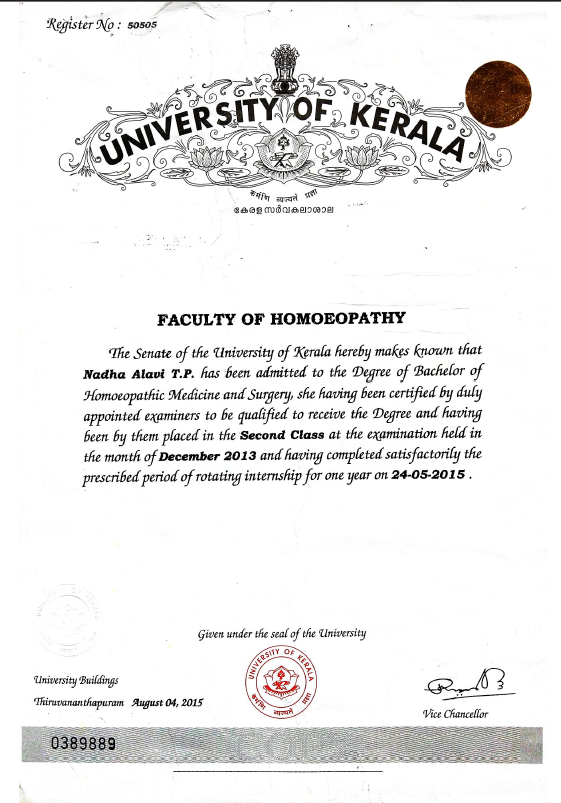 Register No : 50505
UNIVERSITY OF KERALA
कर्मणि व्यज्यते प्रज्ञा
കേരള സർവകലാശാല
FACULTY OF HOMOEOPATHY
The Senate of the University of Kerala hereby makes known that
Nadha Alavi T.P. has been admitted to the Degree of Bachelor of
Homoeopathic Medicine and Surgery, she having been certified by duly
appointed examiners to be qualified to receive the Degree and having
been by them placed in the Second Class at the examination held in
the month of December 2013 and having completed satisfactorily the
prescribed period of rotating internship for one year on 24-05-2015 .
Given under the seal of the University
UNIVERSITY OF KERALA
कर्मणि व्यज्यते प्रज्ञा
University Buildings
Thiruvananthapuram August 04, 2015
Vice Chancellor
0389889